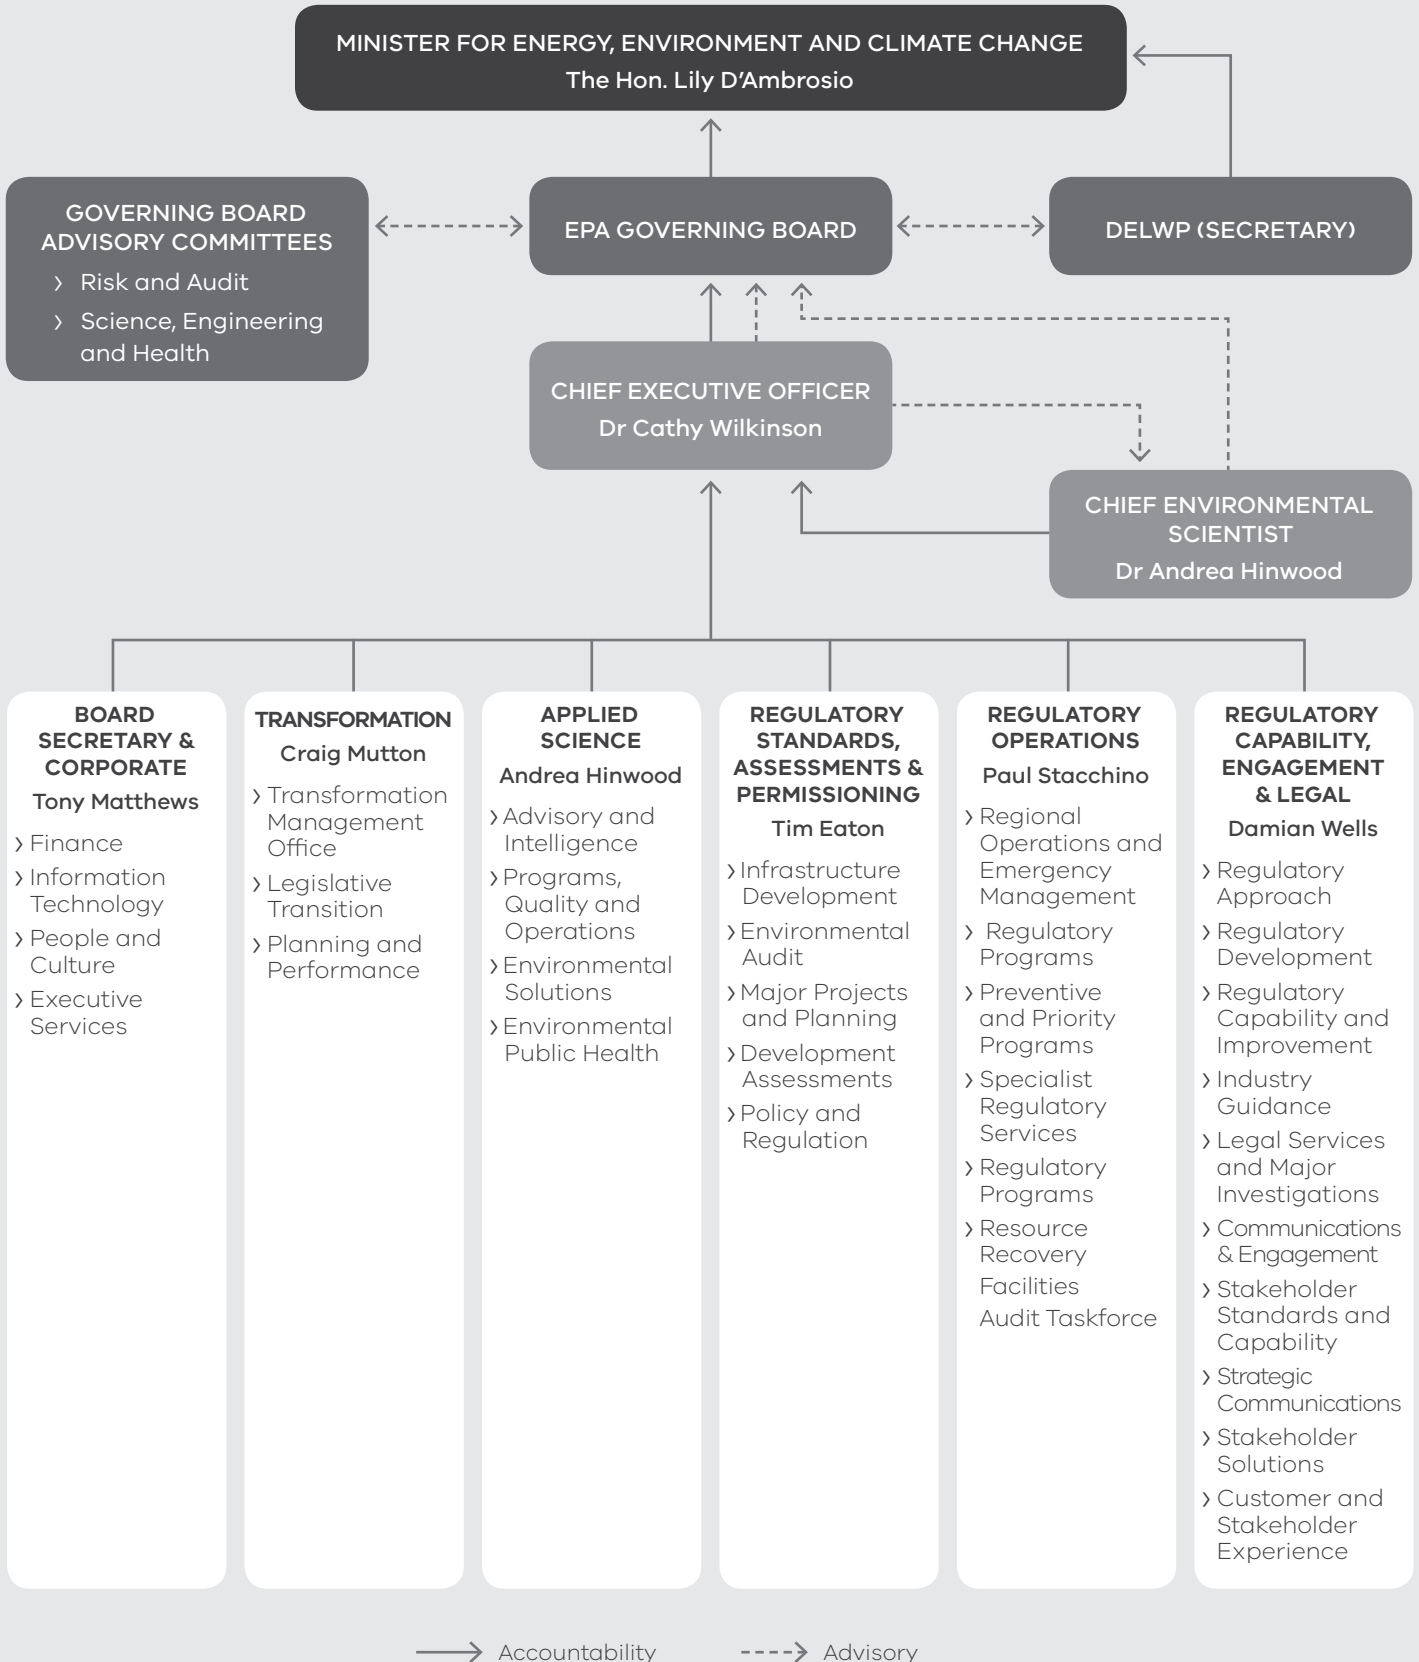 MINISTER FOR ENERGY, ENVIRONMENT AND CLIMATE CHANGE
The Hon. Lily D'Ambrosio
GOVERNING BOARD
ADVISORY COMMITTEES
› Risk and Audit
› Science, Engineering
and Health
EPA GOVERNING BOARD
DELWP (SECRETARY)
CHIEF EXECUTIVE OFFICER
Dr Cathy Wilkinson
CHIEF ENVIRONMENTAL
SCIENTIST
Dr Andrea Hinwood
BOARD
SECRETARY &
CORPORATE
Tony Matthews
› Finance
› Information
Technology
› People and
Culture
› Executive
Services
TRANSFORMATION
Craig Mutton
› Transformation
Management
Office
› Legislative
Transition
› Planning and
Performance
APPLIED
SCIENCE
Andrea Hinwood
› Advisory and
Intelligence
› Programs,
Quality and
Operations
› Environmental
Solutions
› Environmental
Public Health
REGULATORY
STANDARDS,
ASSESSMENTS &
PERMISSIONING
Tim Eaton
› Infrastructure
Development
› Environmental
Audit
› Major Projects
and Planning
› Development
Assessments
› Policy and
Regulation
REGULATORY
OPERATIONS
Paul Stacchino
› Regional
Operations and
Emergency
Management
› Regulatory
Programs
› Preventive
and Priority
Programs
› Specialist
Regulatory
Services
› Regulatory
Programs
› Resource
Recovery
Facilities
Audit Taskforce
REGULATORY
CAPABILITY,
ENGAGEMENT
& LEGAL
Damian Wells
› Regulatory
Approach
› Regulatory
Development
› Regulatory
Capability and
Improvement
› Industry
Guidance
› Legal Services
and Major
Investigations
› Communications
& Engagement
› Stakeholder
Standards and
Capability
› Strategic
Communications
› Stakeholder
Solutions
› Customer and
Stakeholder
Experience
Accountability
Advisory